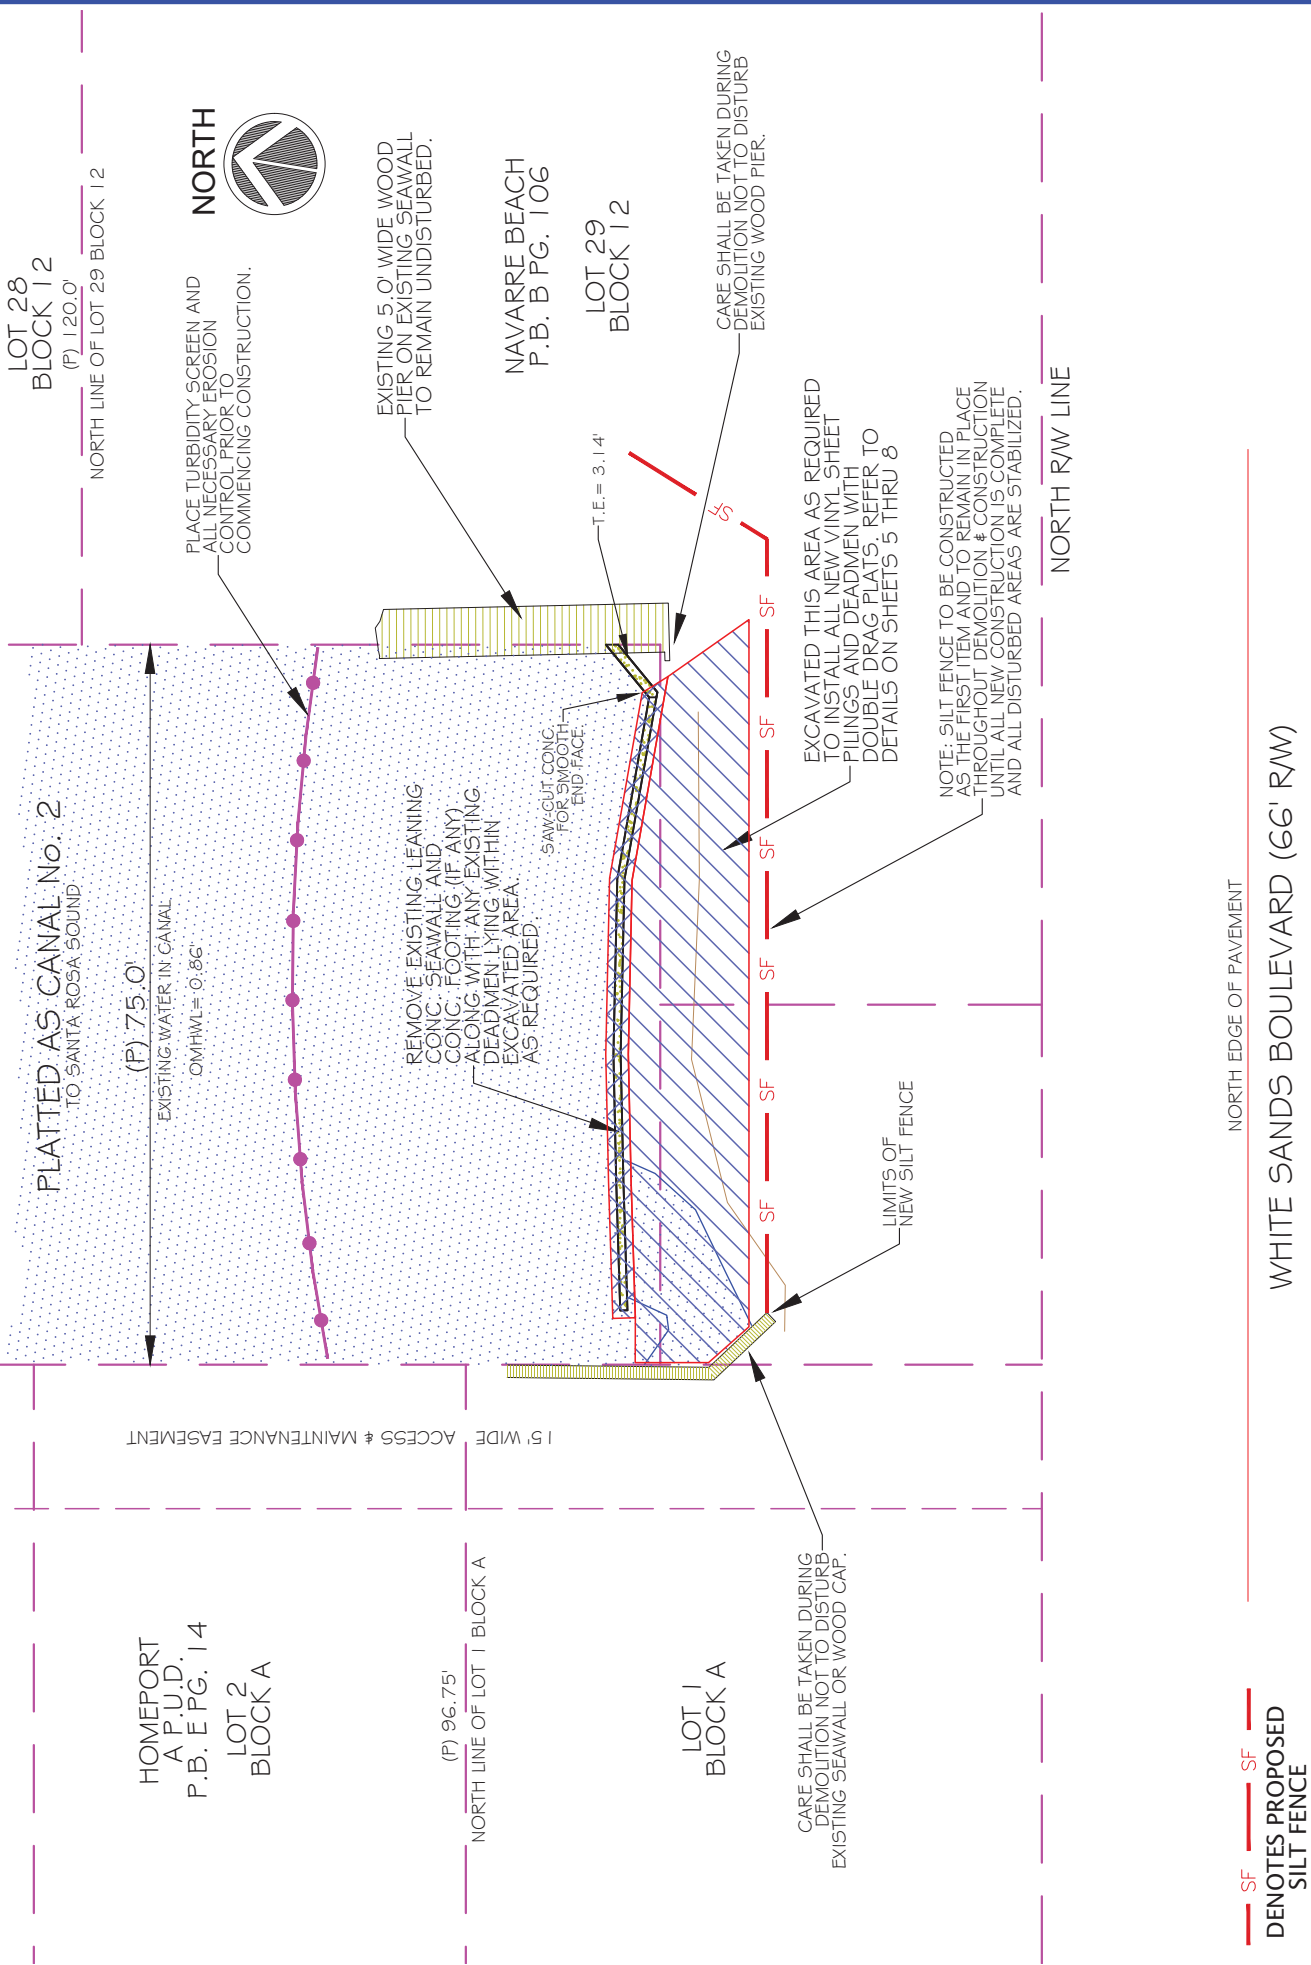 LOT 28
BLOCK 12
(P) 120.0'
NORTH LINE OF LOT 29 BLOCK 12
NORTH
PLACE TURBIDITY SCREEN AND
ALL NECESSARY EROSION
CONTROL PRIOR TO
COMMENCING CONSTRUCTION.
EXISTING 5.0' WIDE WOOD
PIER ON EXISTING SEAWALL
TO REMAIN UNDISTURBED.
NAVARRE BEACH
P.B. B PG. 106
LOT 29
BLOCK 12
CARE SHALL BE TAKEN DURING
DEMOLITION NOT TO DISTURB
EXISTING WOOD PIER.
T.E.= 3.14'
PLATTED AS CANAL No. 2
TO SANTA ROSA SOUND
(P) 75.0'
EXISTING WATER IN CANAL
OMHWL= 0.86'
REMOVE EXISTING LEANING
CONC. SEAWALL AND
CONC. FOOTING (IF ANY)
ALONG WITH ANY EXISTING
DEADMEN LYING WITHIN
EXCAVATED AREA
AS REQUIRED.
SAW-CUT CONC.
FOR SMOOTH
END FACE
EXCAVATED THIS AREA AS REQUIRED
TO INSTALL ALL NEW VINYL SHEET
PILINGS AND DEADMEN WITH
DOUBLE DRAG PLATS. REFER TO
DETAILS ON SHEETS 5 THRU 8
NOTE: SILT FENCE TO BE CONSTRUCTED
AS THE FIRST ITEM AND TO REMAIN IN PLACE
THROUGHOUT DEMOLITION & CONSTRUCTION
UNTIL ALL NEW CONSTRUCTION IS COMPLETE
AND ALL DISTURBED AREAS ARE STABILIZED.
NORTH R/W LINE
SF
SF
SF
SF
SF
SF
SF
LIMITS OF
NEW SILT FENCE
NORTH EDGE OF PAVEMENT
WHITE SANDS BOULEVARD (66' R/W)
15' WIDE ACCESS & MAINTENANCE EASEMENT
HOMEPORT
A P.U.D.
P.B. E PG. 14
LOT 2
BLOCK A
(P) 96.75'
NORTH LINE OF LOT 1 BLOCK A
LOT 1
BLOCK A
CARE SHALL BE TAKEN DURING
DEMOLITION NOT TO DISTURB
EXISTING SEAWALL OR WOOD CAP.
SF SF
DENOTES PROPOSED
SILT FENCE